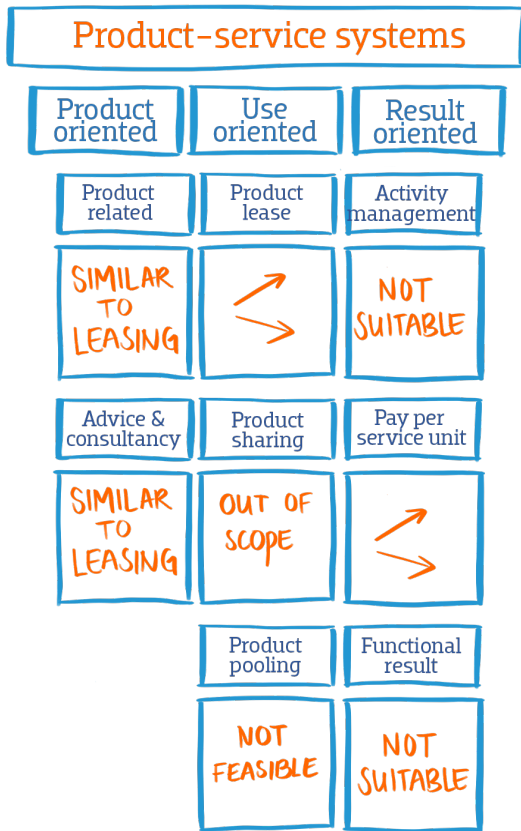 Product-service systems
Product
oriented
Use
oriented
Result
oriented
Product
related
Product
lease
Activity
management
SIMILAR
TO
LEASING
NOT
SUITABLE
Advice &
consultancy
Product
sharing
Pay per
service unit
SIMILAR
TO
LEASING
OUT OF
SCOPE
Product
pooling
Functional
result
NOT
FEASIBLE
NOT
SUITABLE